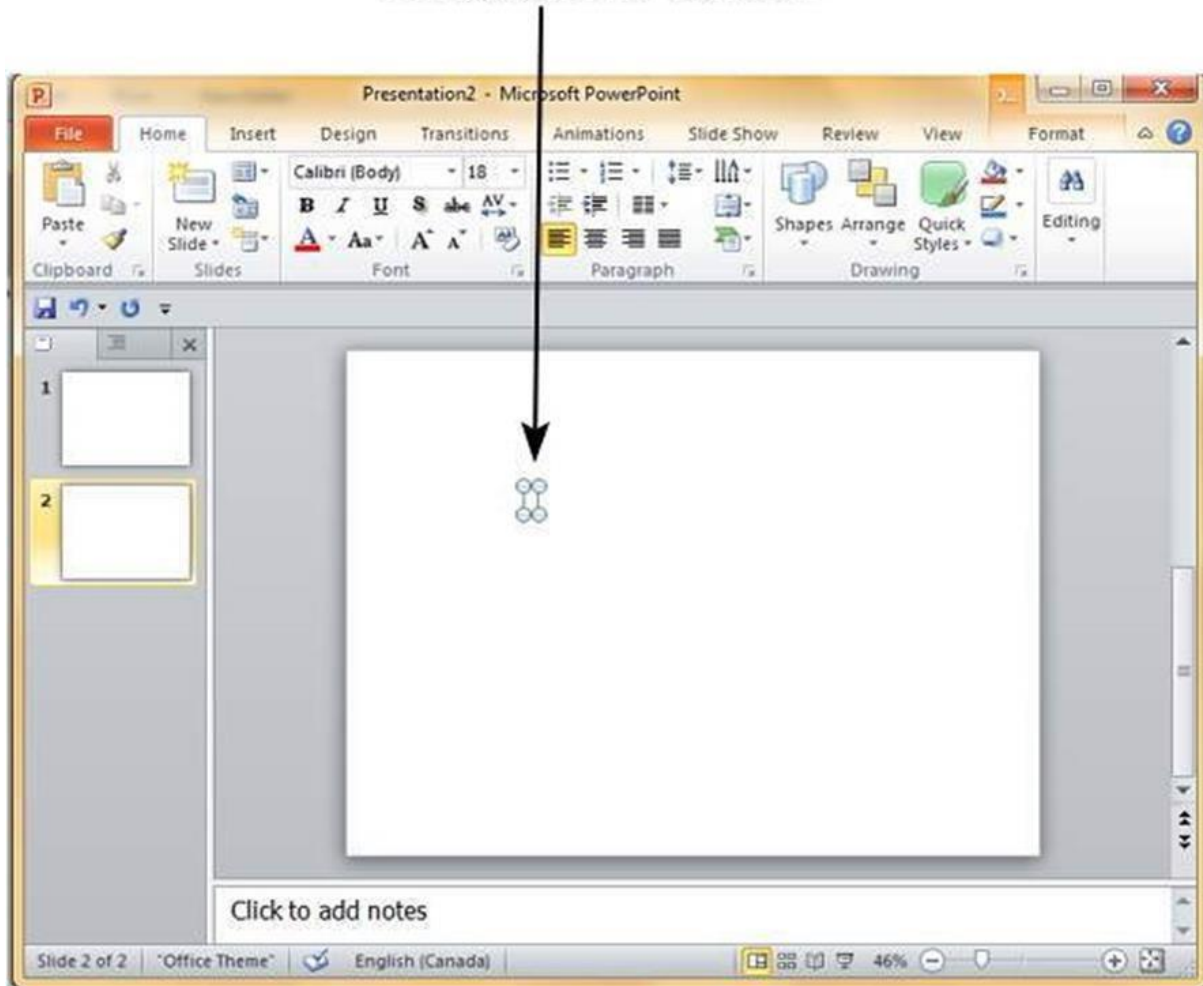 Presentation2 - Microsoft PowerPoint
File Home Insert Design Transitions Animations Slide Show Review View Format
Calibri (Body) 18
B I U S abc AV
A Aa A A
Paste
New Slide
Shapes Arrange Quick Styles
Editing
Clipboard Slides Font Paragraph Drawing
1
2
Click to add notes
Slide 2 of 2 "Office Theme" English (Canada) 46%